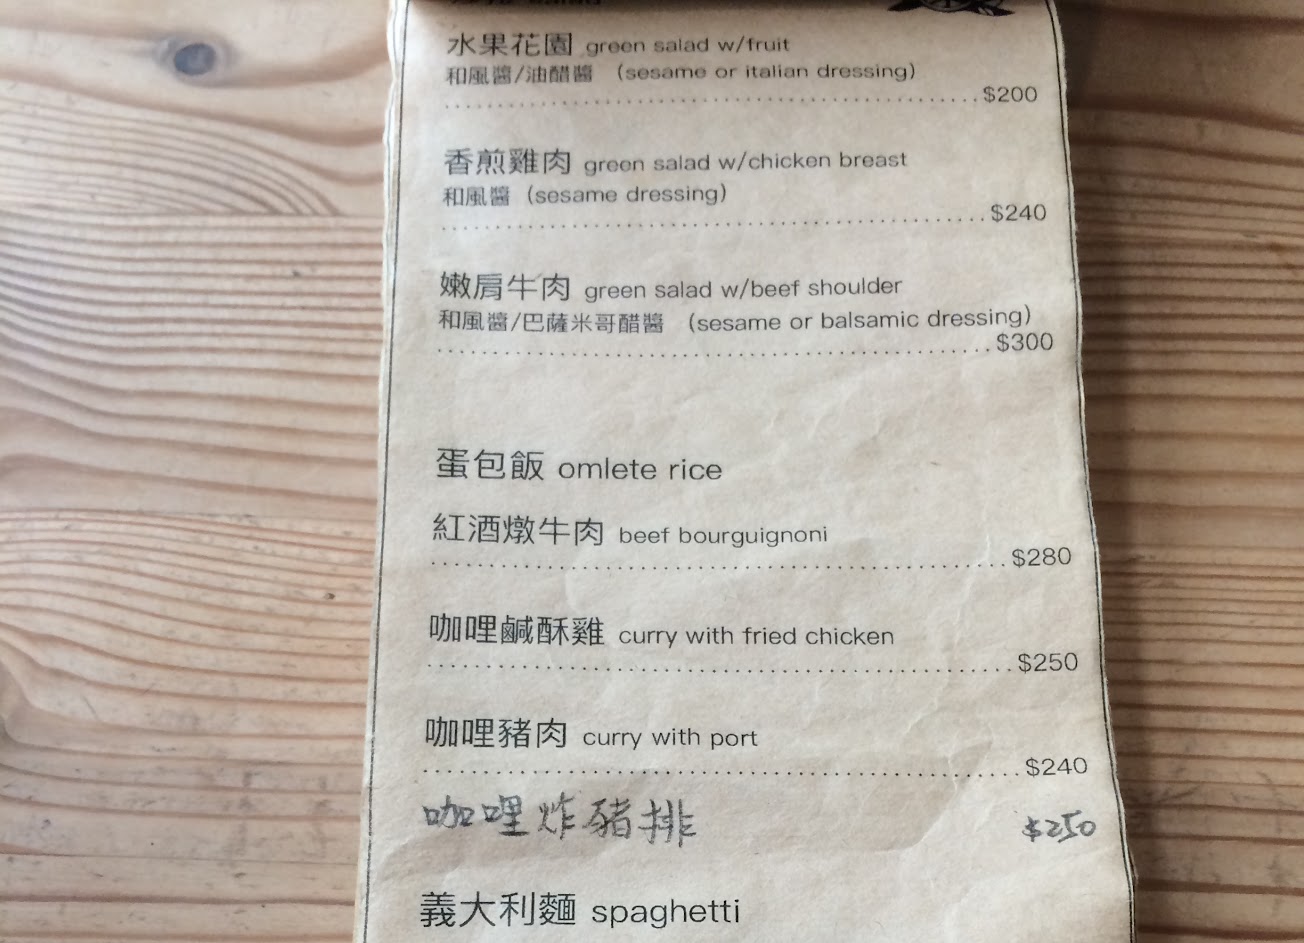 水果花園 green salad w/fruit
和風醬/油醋醬 (sesame or italian dressing)
$200
香煎雞肉 green salad w/chicken breast
和風醬 (sesame dressing)
$240
嫩肩牛肉 green salad w/beef shoulder
和風醬/巴薩米哥醋醬 (sesame or balsamic dressing)
$300
蛋包飯 omlete rice
紅酒燉牛肉 beef bourguignoni
$280
咖哩鹹酥雞 curry with fried chicken
$250
咖哩豬肉 curry with port
$240
咖哩炸豬排 $250
義大利麵 spaghetti